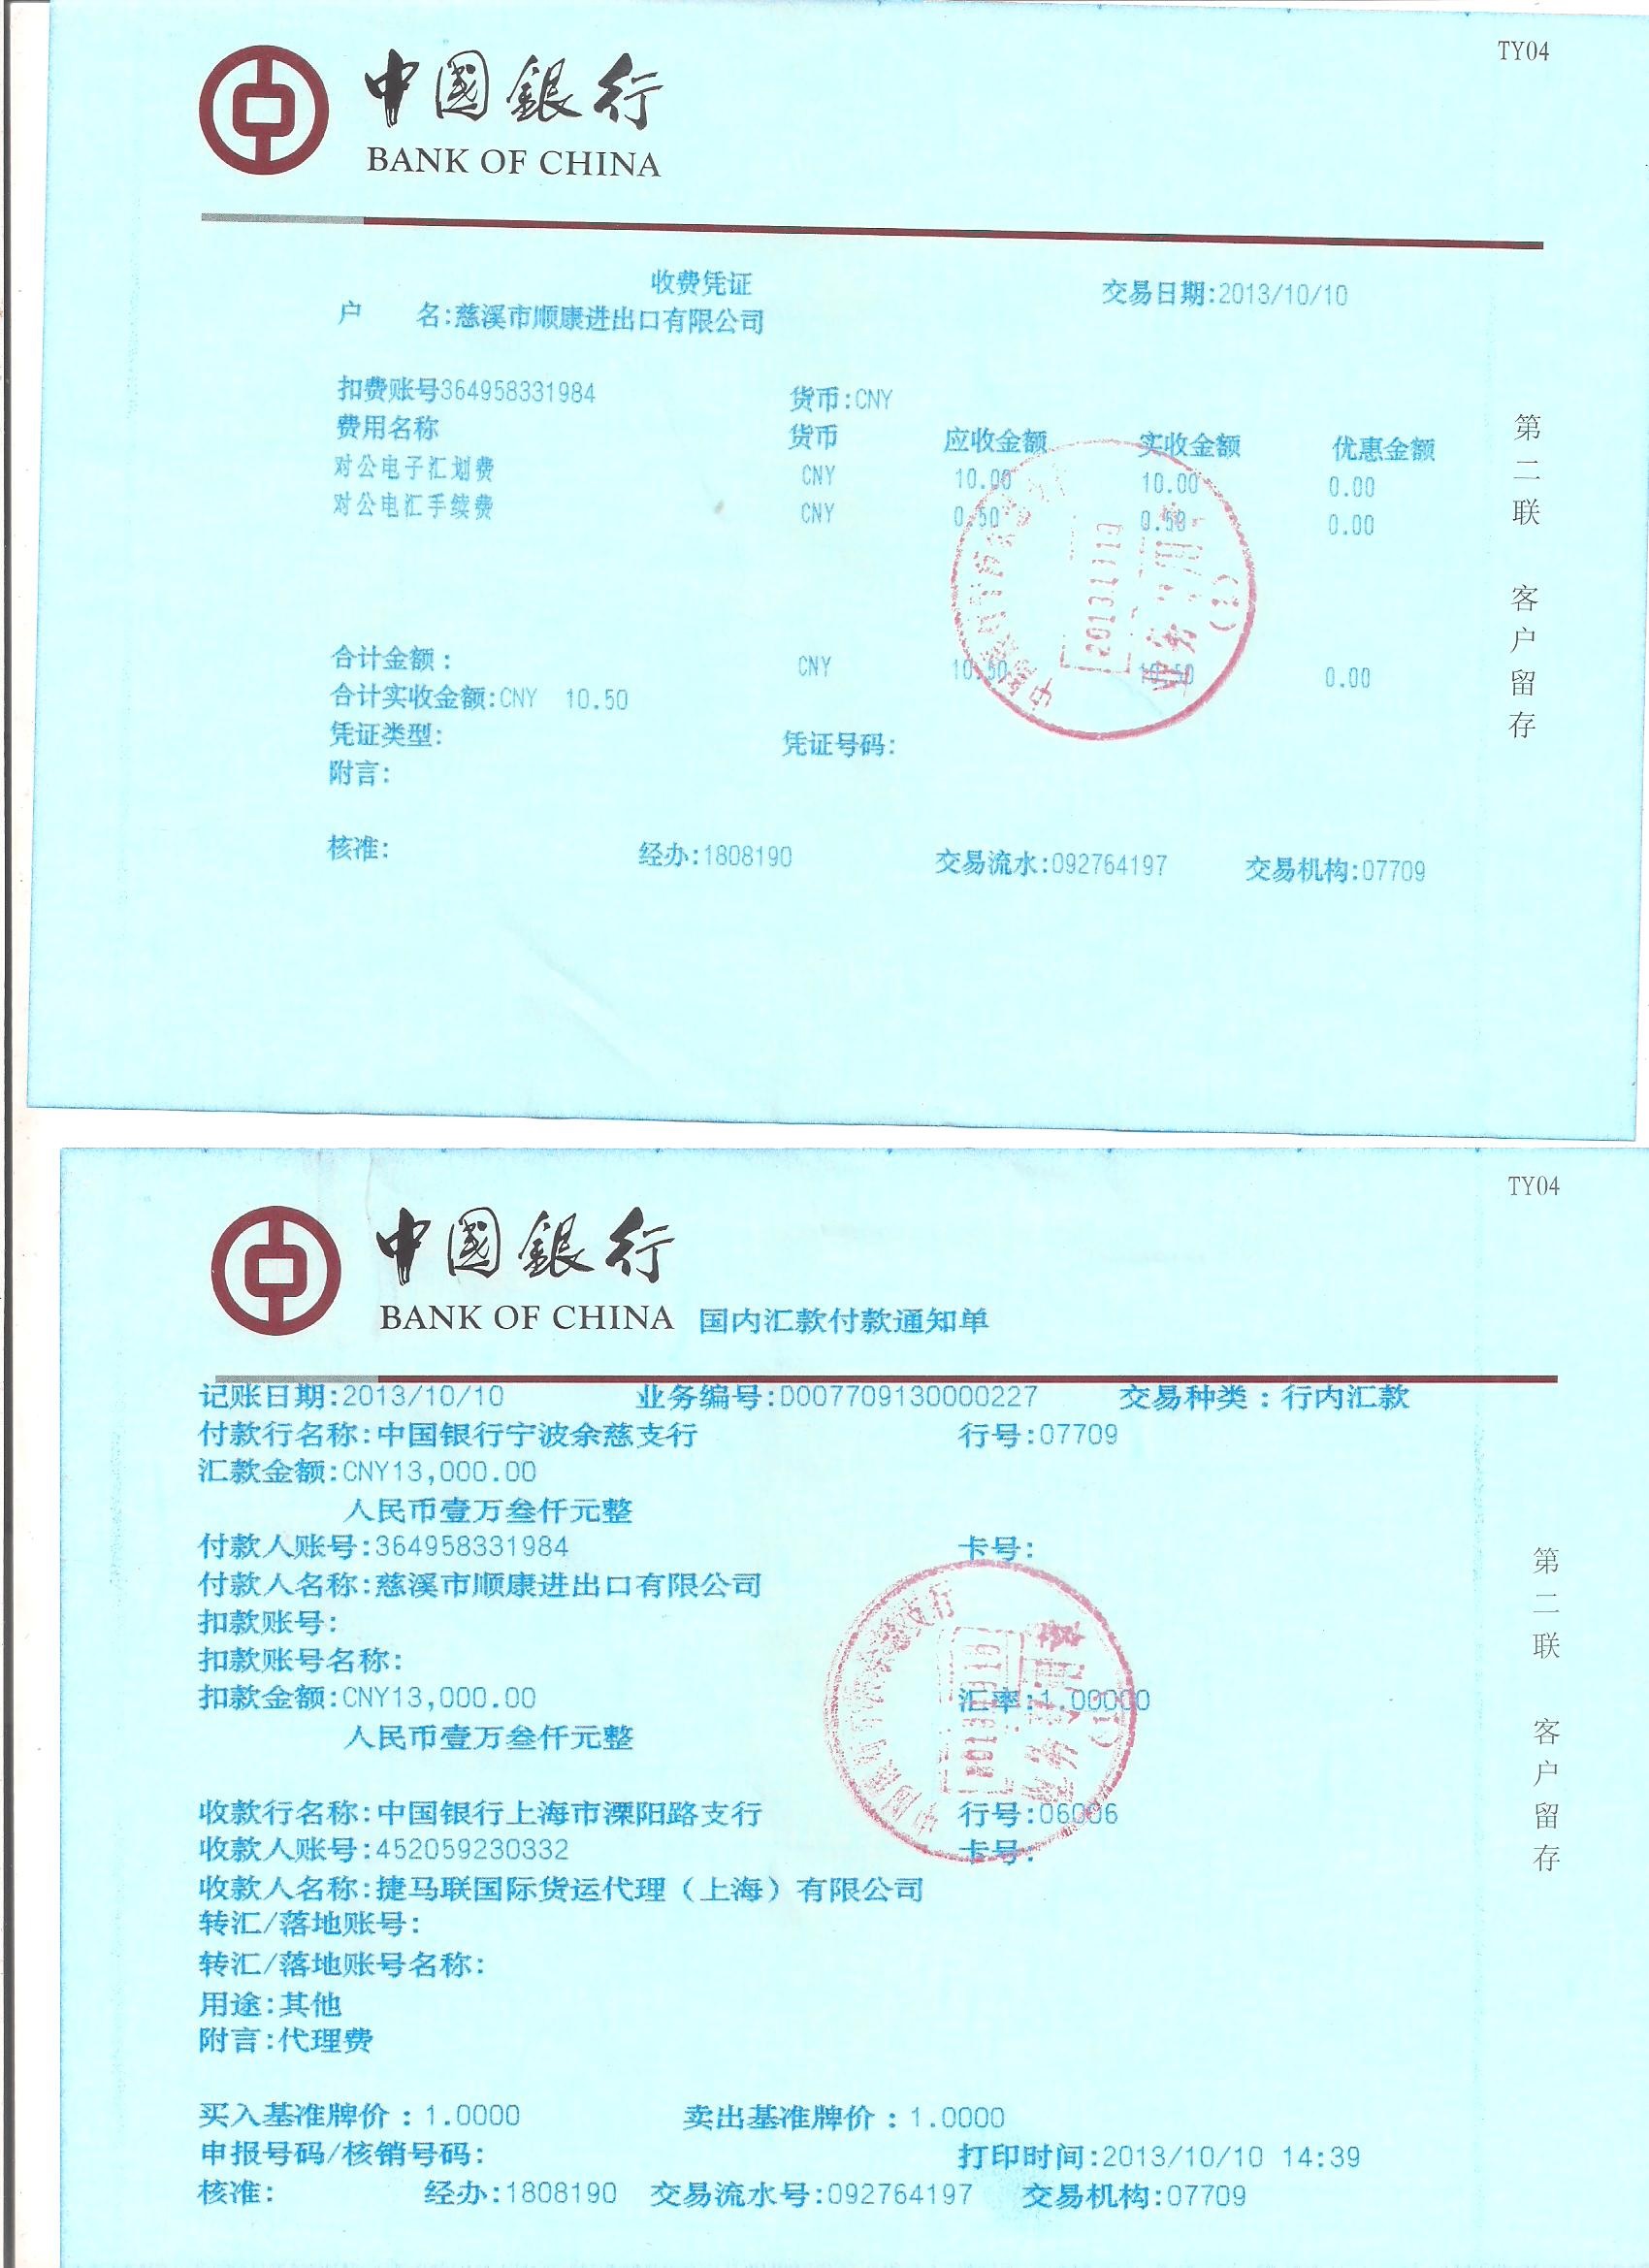 TY04
中國銀行
BANK OF CHINA
收费凭证
交易日期:2013/10/10
户 名:慈溪市顺康进出口有限公司
扣费账号364958331984 货币:CNY
费用名称 货币 应收金额 实收金额 优惠金额
对公电子汇划费 CNY 10.00 10.00 0.00
对公电汇手续费 CNY 0.50 0.50 0.00
合计金额: CNY 10.50 10.50 0.00
合计实收金额:CNY 10.50
凭证类型: 凭证号码:
附言:
核准: 经办:1808190 交易流水:092764197 交易机构:07709
第二联 客户留存
TY04
中國銀行
BANK OF CHINA 国内汇款付款通知单
记账日期:2013/10/10 业务编号:D007709130000227 交易种类:行内汇款
付款行名称:中国银行宁波余慈支行 行号:07709
汇款金额:CNY13,000.00
人民币壹万叁仟元整
付款人账号:364958331984 卡号:
付款人名称:慈溪市顺康进出口有限公司
扣款账号:
扣款账号名称:
扣款金额:CNY13,000.00 汇率:1.00000
人民币壹万叁仟元整
收款行名称:中国银行上海市溧阳路支行 行号:06006
收款人账号:452059230332 卡号:
收款人名称:捷马联国际货运代理（上海）有限公司
转汇/落地账号:
转汇/落地账号名称:
用途:其他
附言:代理费
买入基准牌价:1.0000 卖出基准牌价:1.0000
申报号码/核销号码: 打印时间:2013/10/10 14:39
核准: 经办:1808190 交易流水号:092764197 交易机构:07709
第二联 客户留存